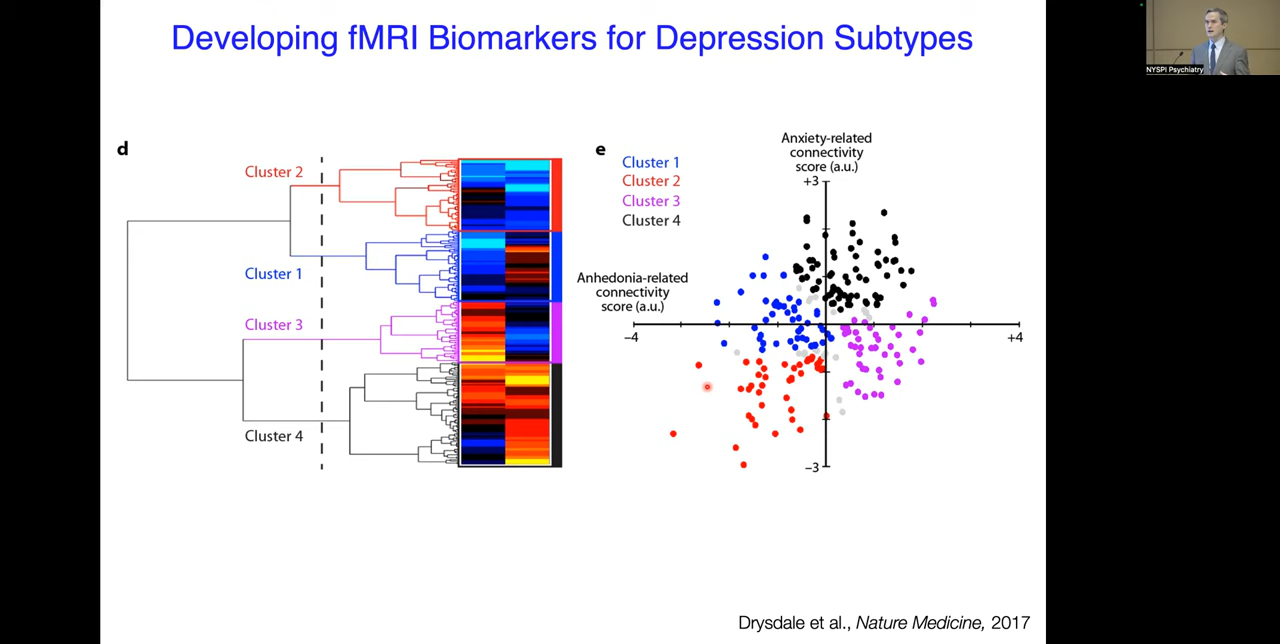 Developing fMRI Biomarkers for Depression Subtypes
NYSPI Psychiatry
d
Cluster 2
Cluster 1
Cluster 3
Cluster 4
e
Cluster 1
Cluster 2
Cluster 3
Cluster 4
Anxiety-related
connectivity
score (a.u.)
+3
Anhedonia-related
connectivity
score (a.u.)
−4
+4
−3
Drysdale et al., Nature Medicine, 2017